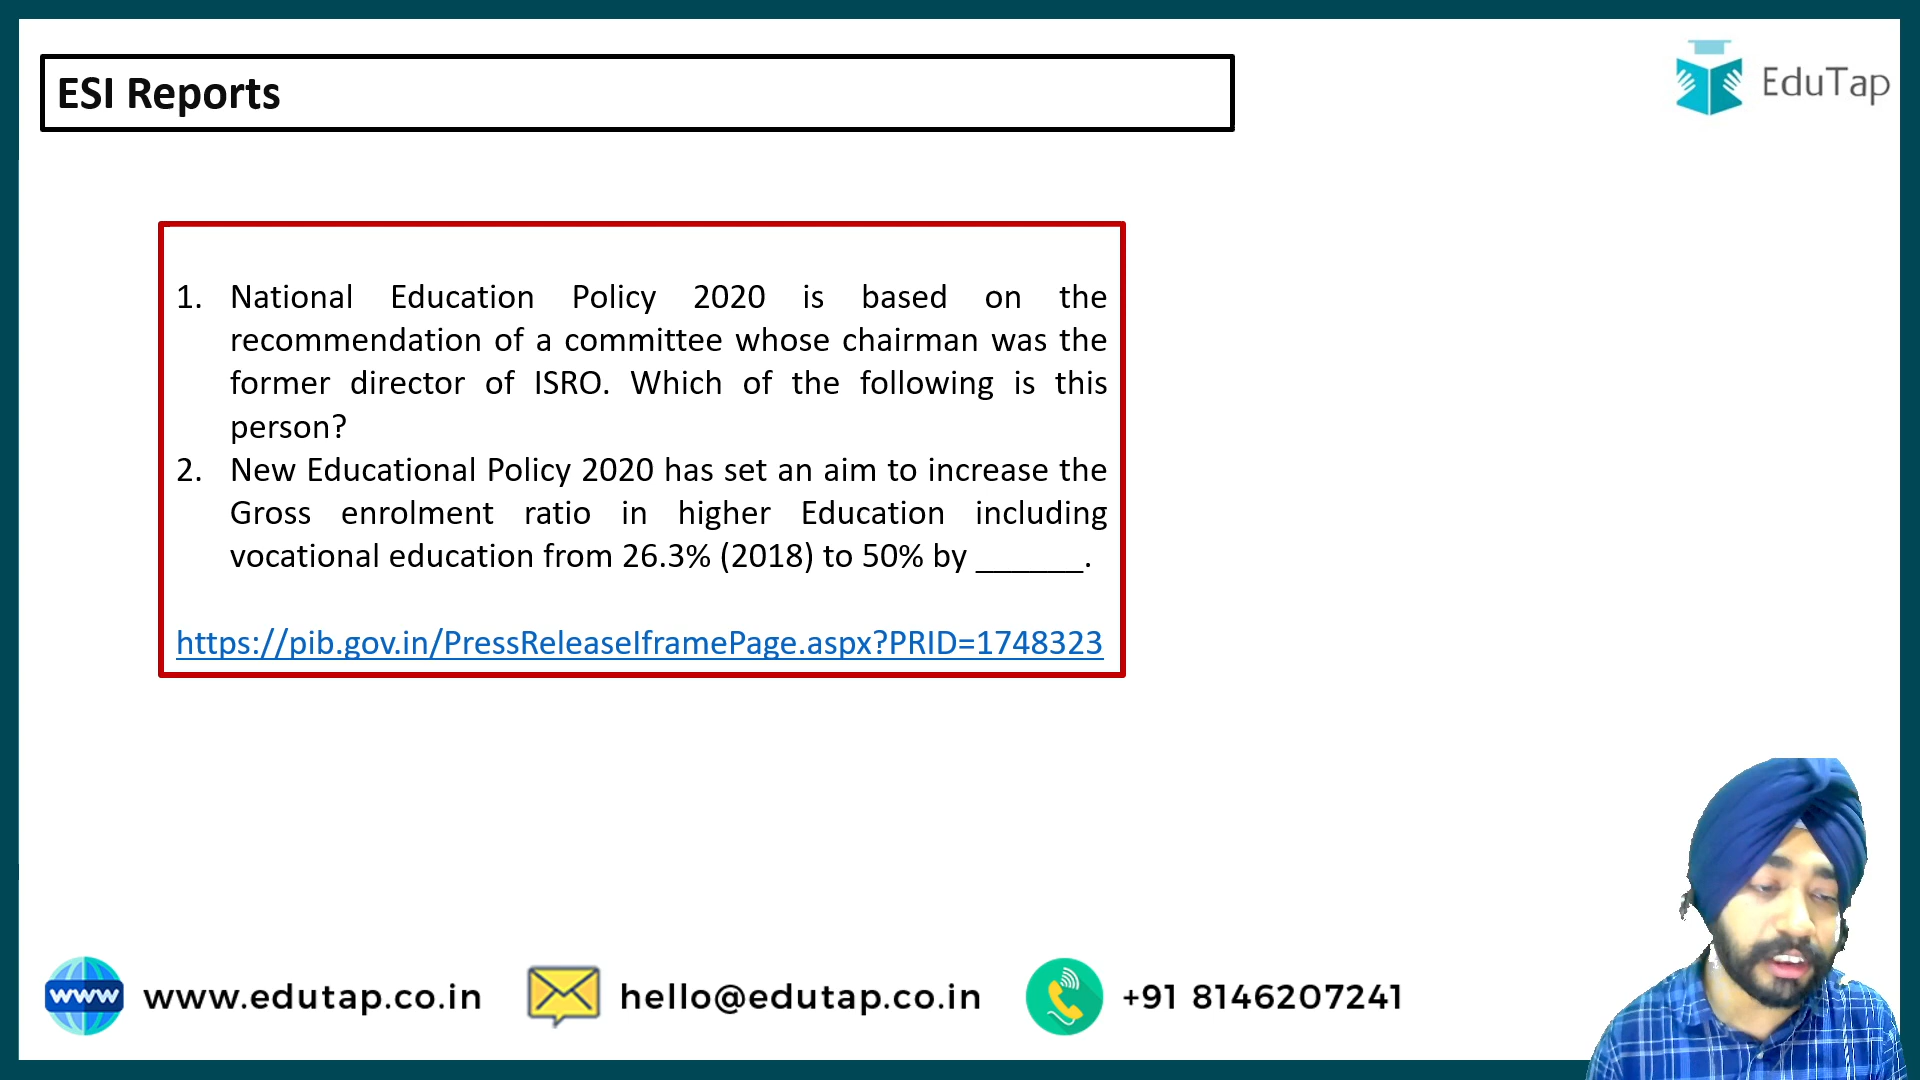 ESI Reports
EduTap
1. National Education Policy 2020 is based on the
recommendation of a committee whose chairman was the
former director of ISRO. Which of the following is this
person?
2. New Educational Policy 2020 has set an aim to increase the
Gross enrolment ratio in higher Education including
vocational education from 26.3% (2018) to 50% by ______.
https://pib.gov.in/PressReleaseIframePage.aspx?PRID=1748323
www www.edutap.co.in hello@edutap.co.in +91 8146207241